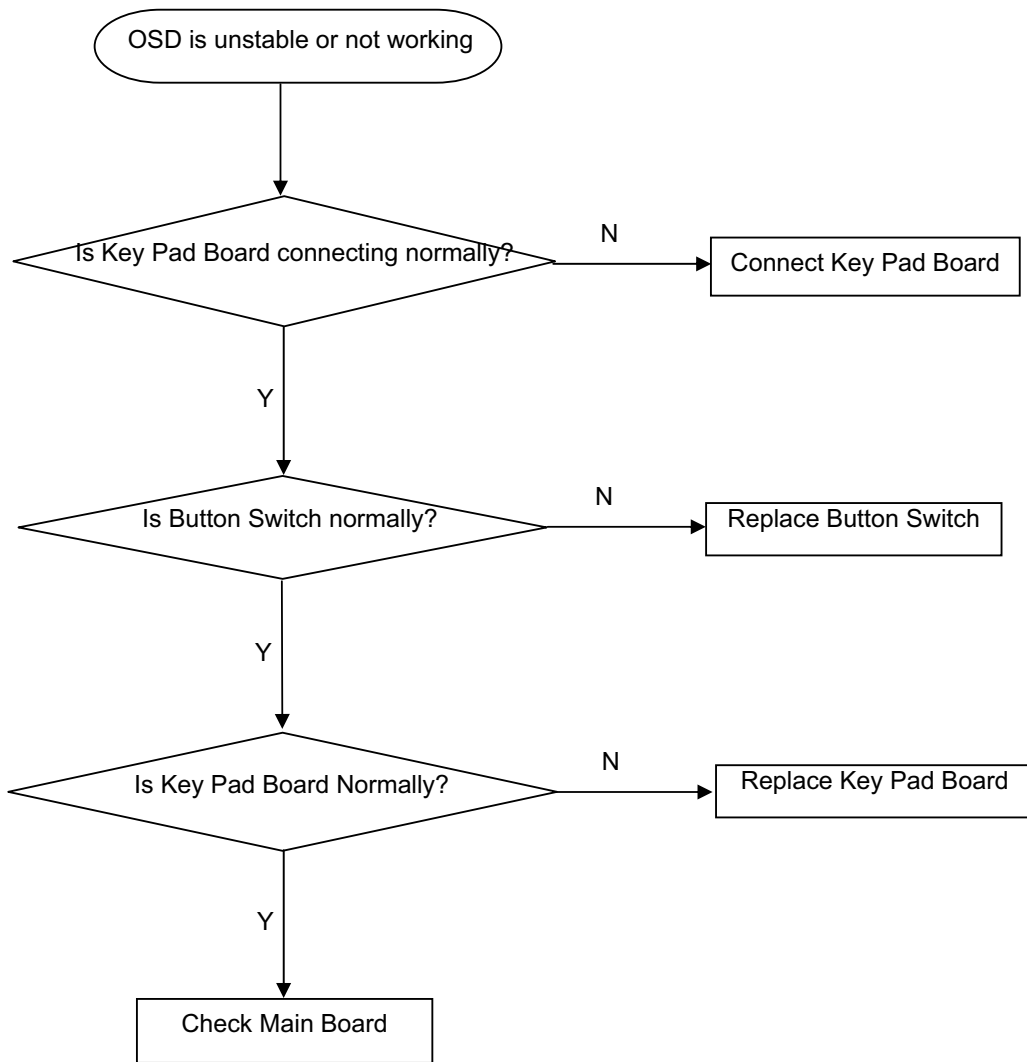 OSD is unstable or not working
Is Key Pad Board connecting normally?
N
Connect Key Pad Board
Y
Is Button Switch normally?
N
Replace Button Switch
Y
Is Key Pad Board Normally?
N
Replace Key Pad Board
Y
Check Main Board